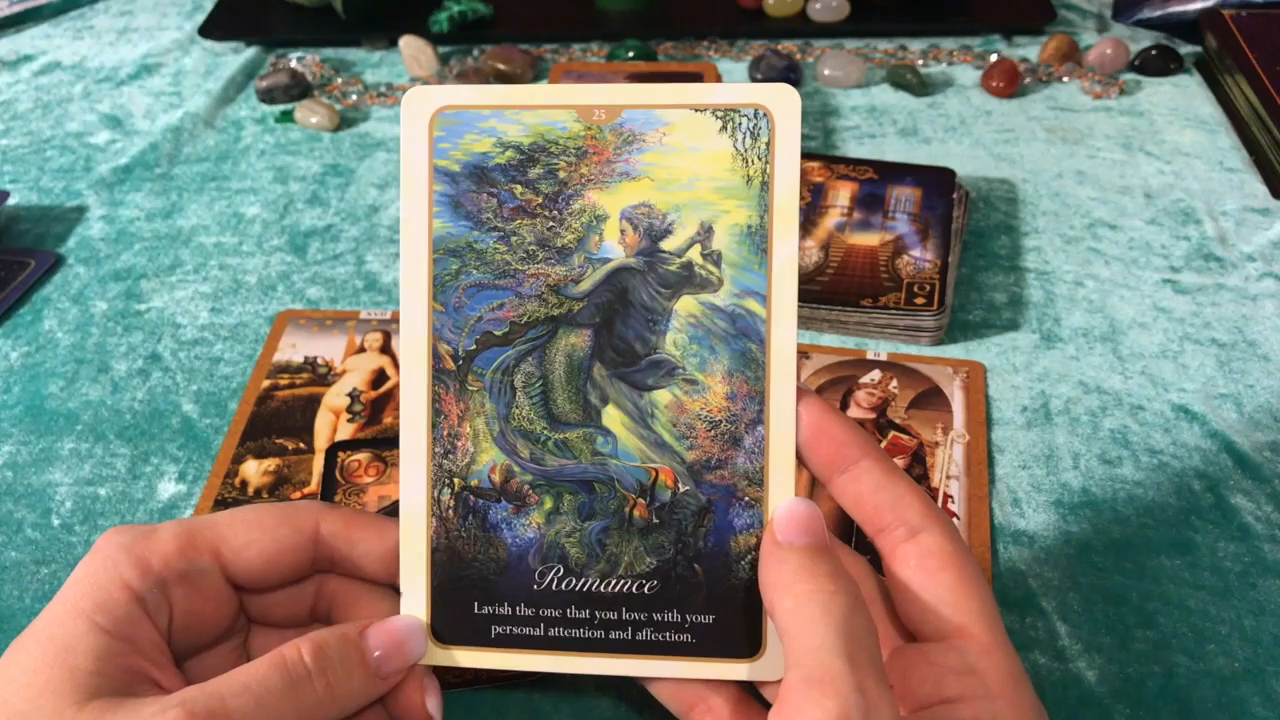 25
XVII
II
Q
26
Romance
Lavish the one that you love with your
personal attention and affection.